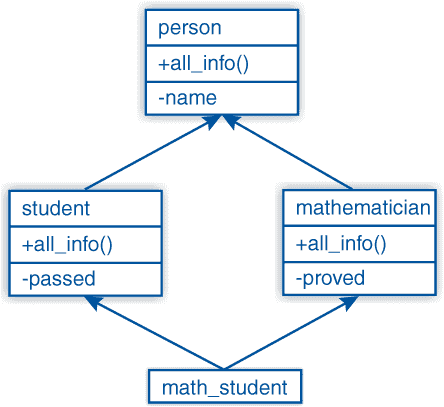 person
+all_info()
-name
student
+all_info()
-passed
mathematician
+all_info()
-proved
math_student